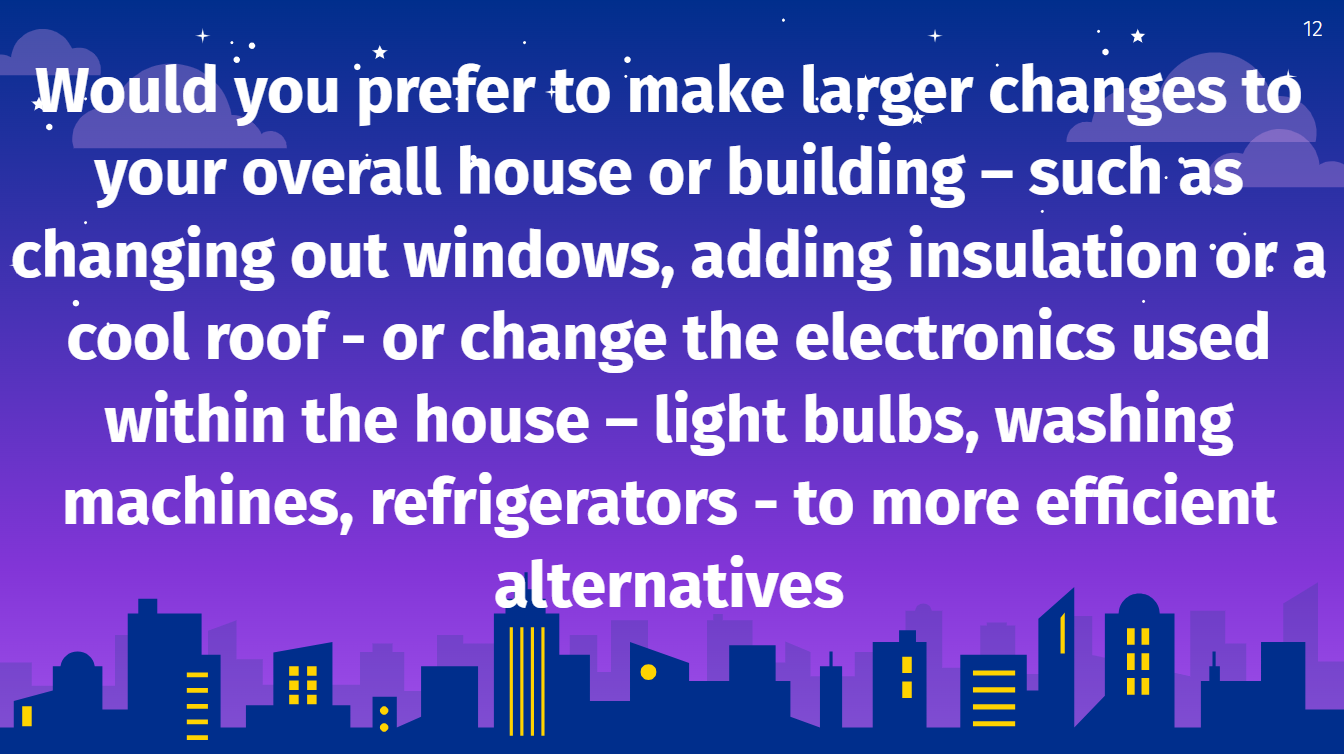 12
Would you prefer to make larger changes to
your overall house or building – such as
changing out windows, adding insulation or a
cool roof - or change the electronics used
within the house – light bulbs, washing
machines, refrigerators - to more efficient
alternatives